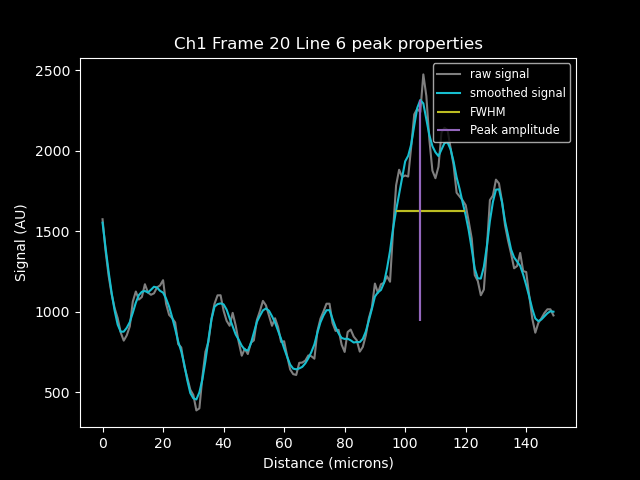 Ch1 Frame 20 Line 6 peak properties
raw signal
smoothed signal
FWHM
Peak amplitude
2500
2000
1500
1000
500
Signal (AU)
0 20 40 60 80 100 120 140
Distance (microns)